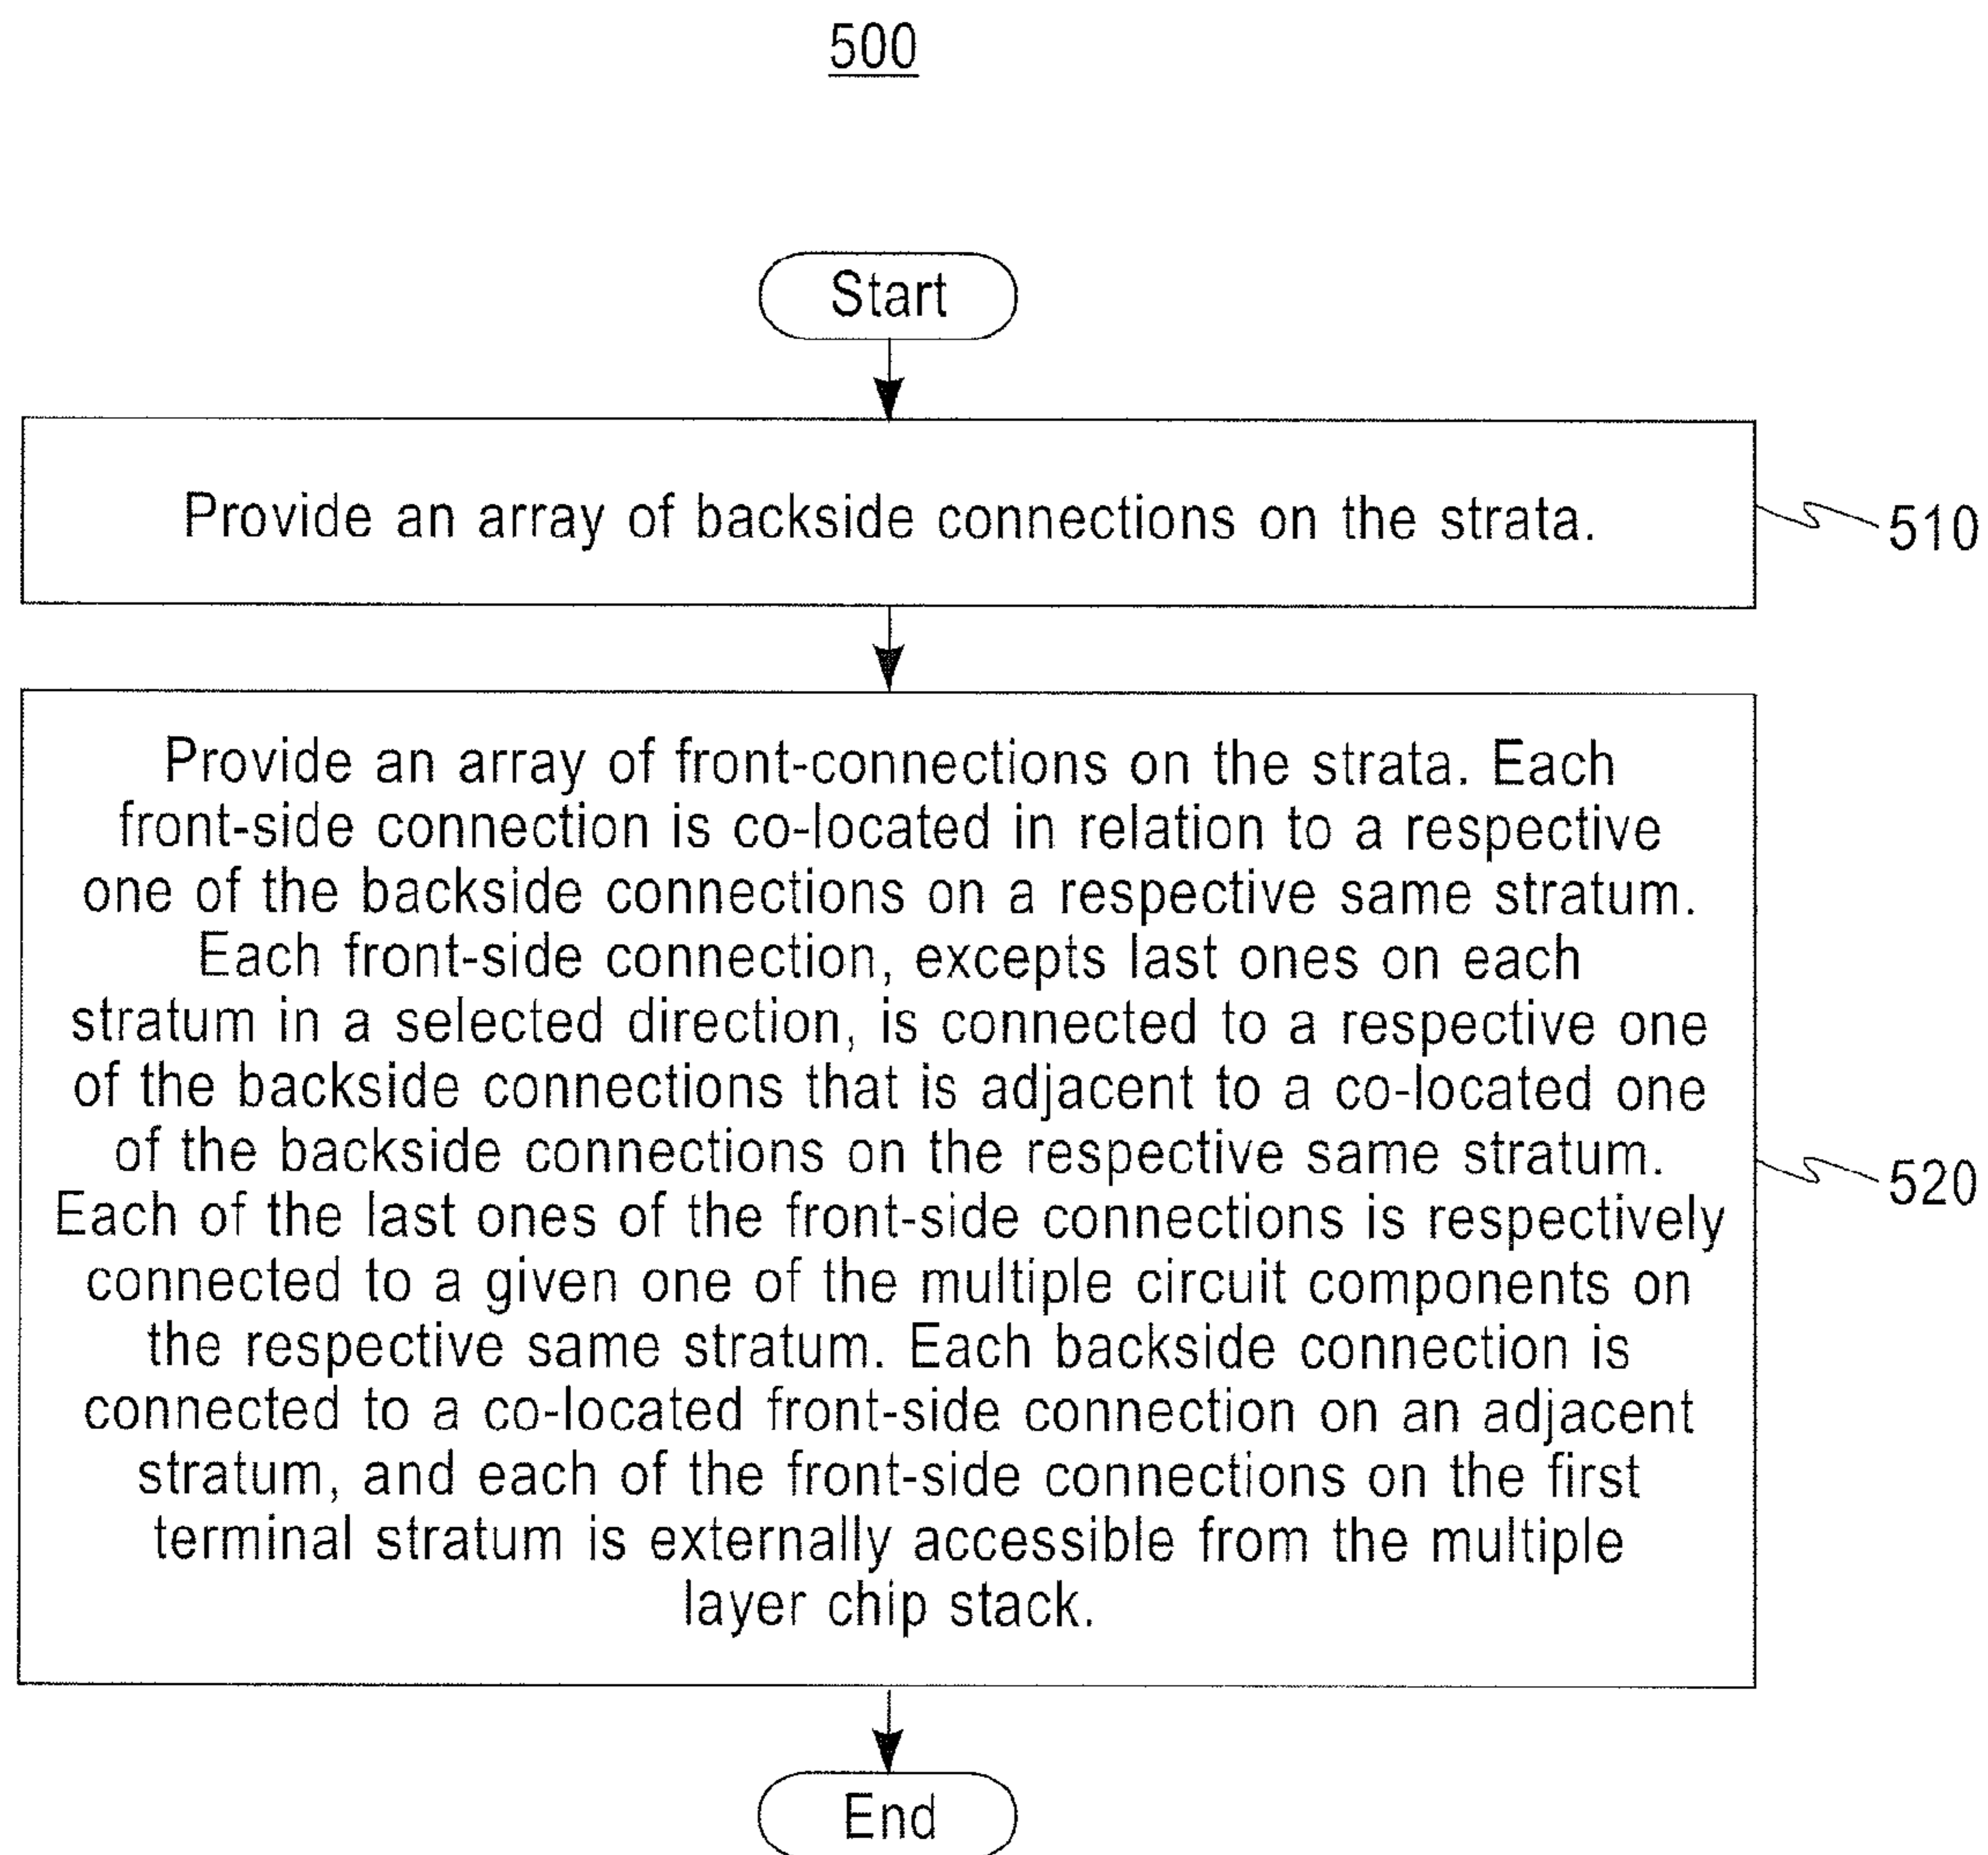 500
Start
Provide an array of backside connections on the strata.
510
Provide an array of front-connections on the strata. Each
front-side connection is co-located in relation to a respective
one of the backside connections on a respective same stratum.
Each front-side connection, excepts last ones on each
stratum in a selected direction, is connected to a respective one
of the backside connections that is adjacent to a co-located one
of the backside connections on the respective same stratum.
Each of the last ones of the front-side connections is respectively
connected to a given one of the multiple circuit components on
the respective same stratum. Each backside connection is
connected to a co-located front-side connection on an adjacent
stratum, and each of the front-side connections on the first
terminal stratum is externally accessible from the multiple
layer chip stack.
520
End